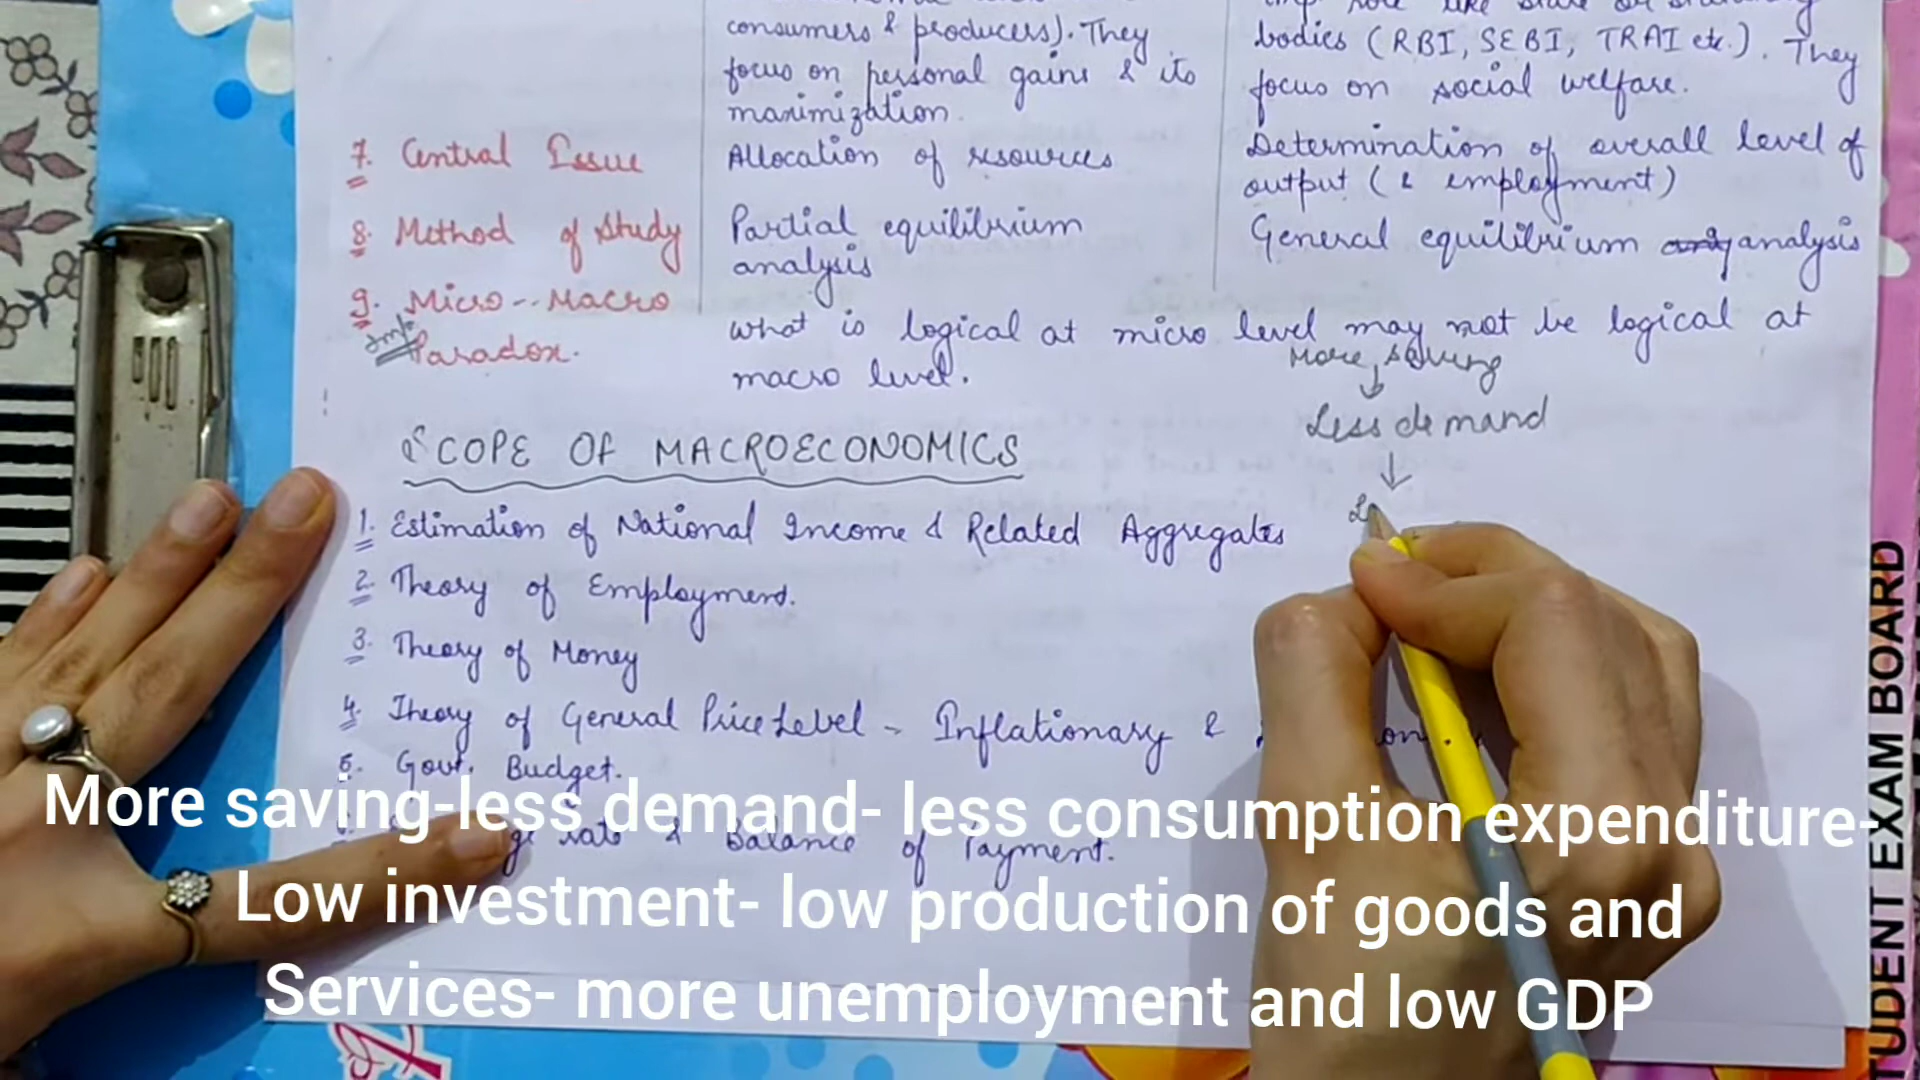 consumers & producers). They
focus on personal gains & its
maximization.
bodies (RBI, SEBI, TRAI etc.). They
focus on social welfare.
7. Central Issue
Allocation of resources
Determination of overall level of
output (& employment)
8. Method of Study
Partial equilibrium
analysis
General equilibrium analysis
9. Micro-Macro
Imp
Paradox.
what is logical at micro level may not be logical at
macro level.
More saving
↓
Less demand
↓
SCOPE OF MACROECONOMICS
1. Estimation of National Income & Related Aggregates
2. Theory of Employment.
3. Theory of Money
4. Theory of General Price Level - Inflationary &
5. Govt. Budget.
rate & Balance of Payment.
More saving-less demand- less consumption expenditure-
Low investment- low production of goods and
Services- more unemployment and low GDP
TUDENT EXAM BOARD